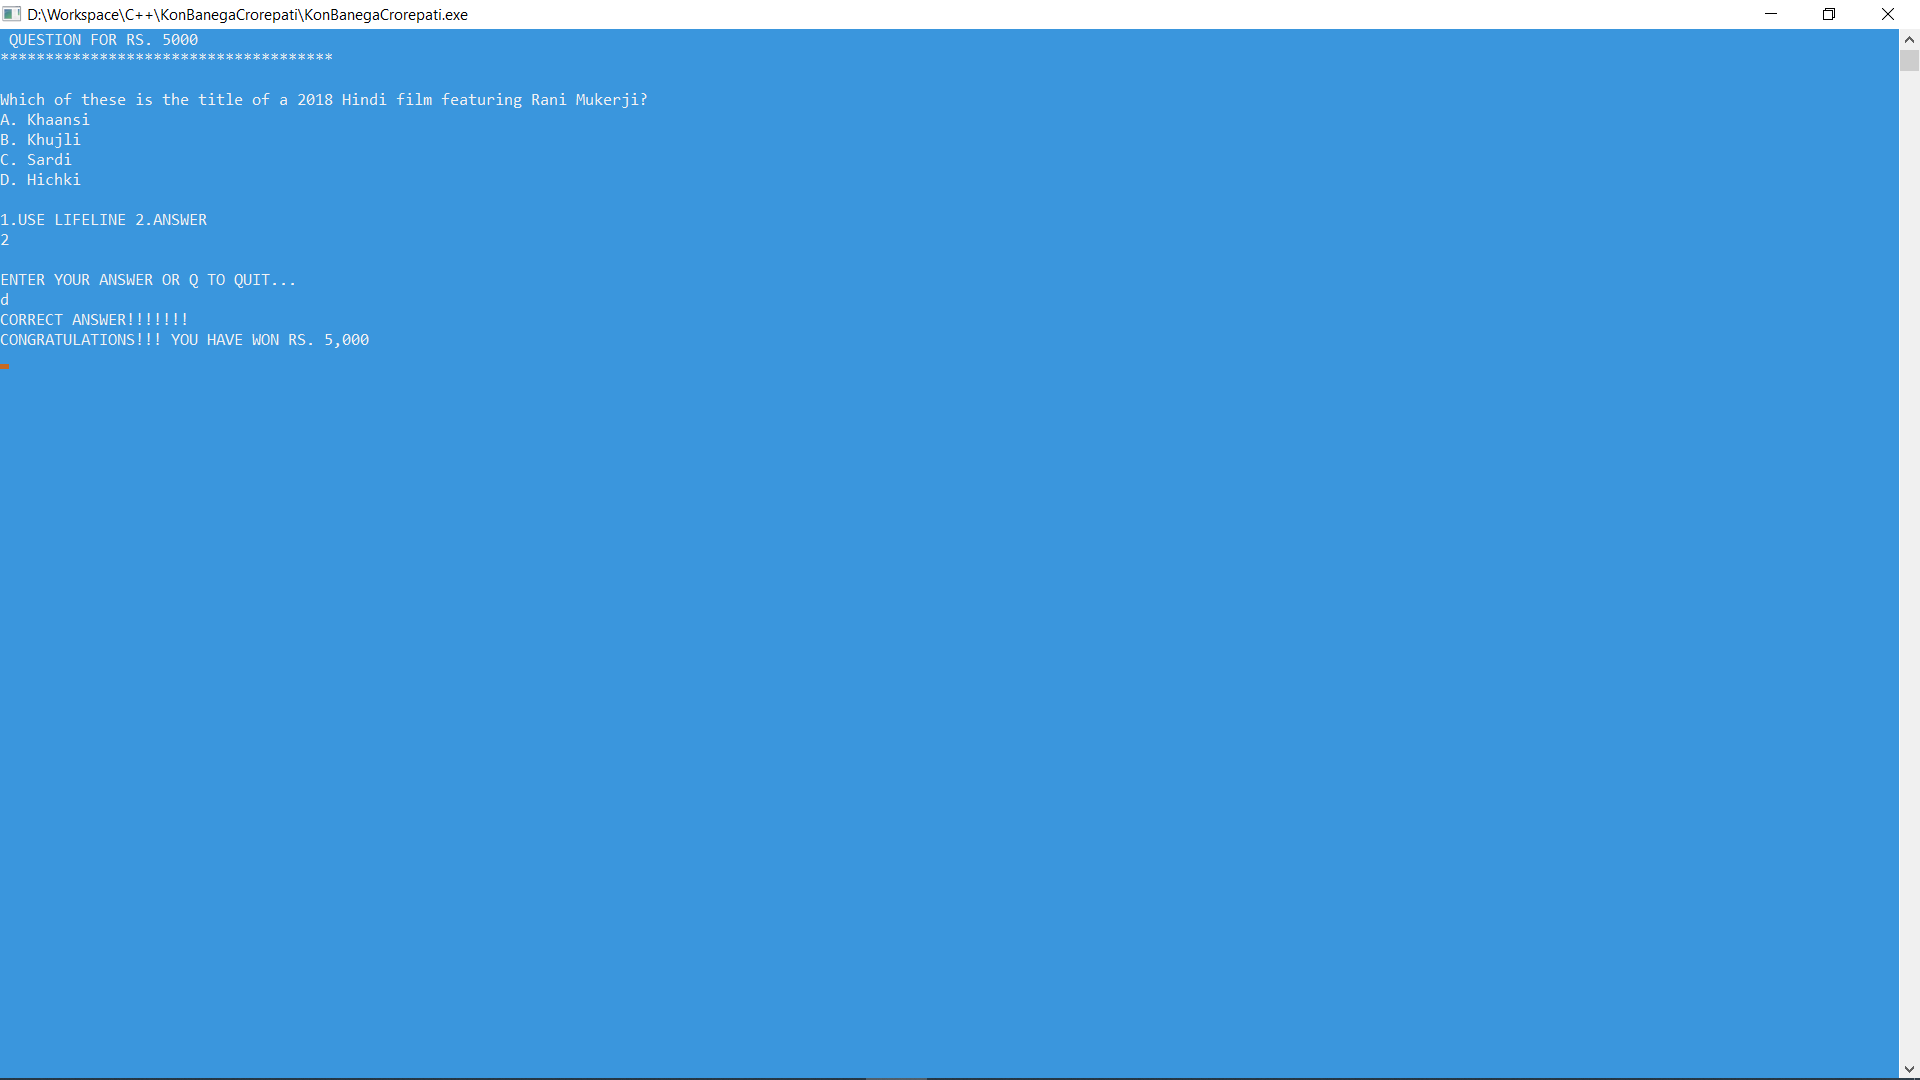 D:\Workspace\C++\KonBanegaCrorepati\KonBanegaCrorepati.exe
QUESTION FOR RS. 5000
*************************************
Which of these is the title of a 2018 Hindi film featuring Rani Mukerji?
A. Khaansi
B. Khujli
C. Sardi
D. Hichki
1.USE LIFELINE 2.ANSWER
2
ENTER YOUR ANSWER OR Q TO QUIT...
d
CORRECT ANSWER!!!!!!!
CONGRATULATIONS!!! YOU HAVE WON RS. 5,000